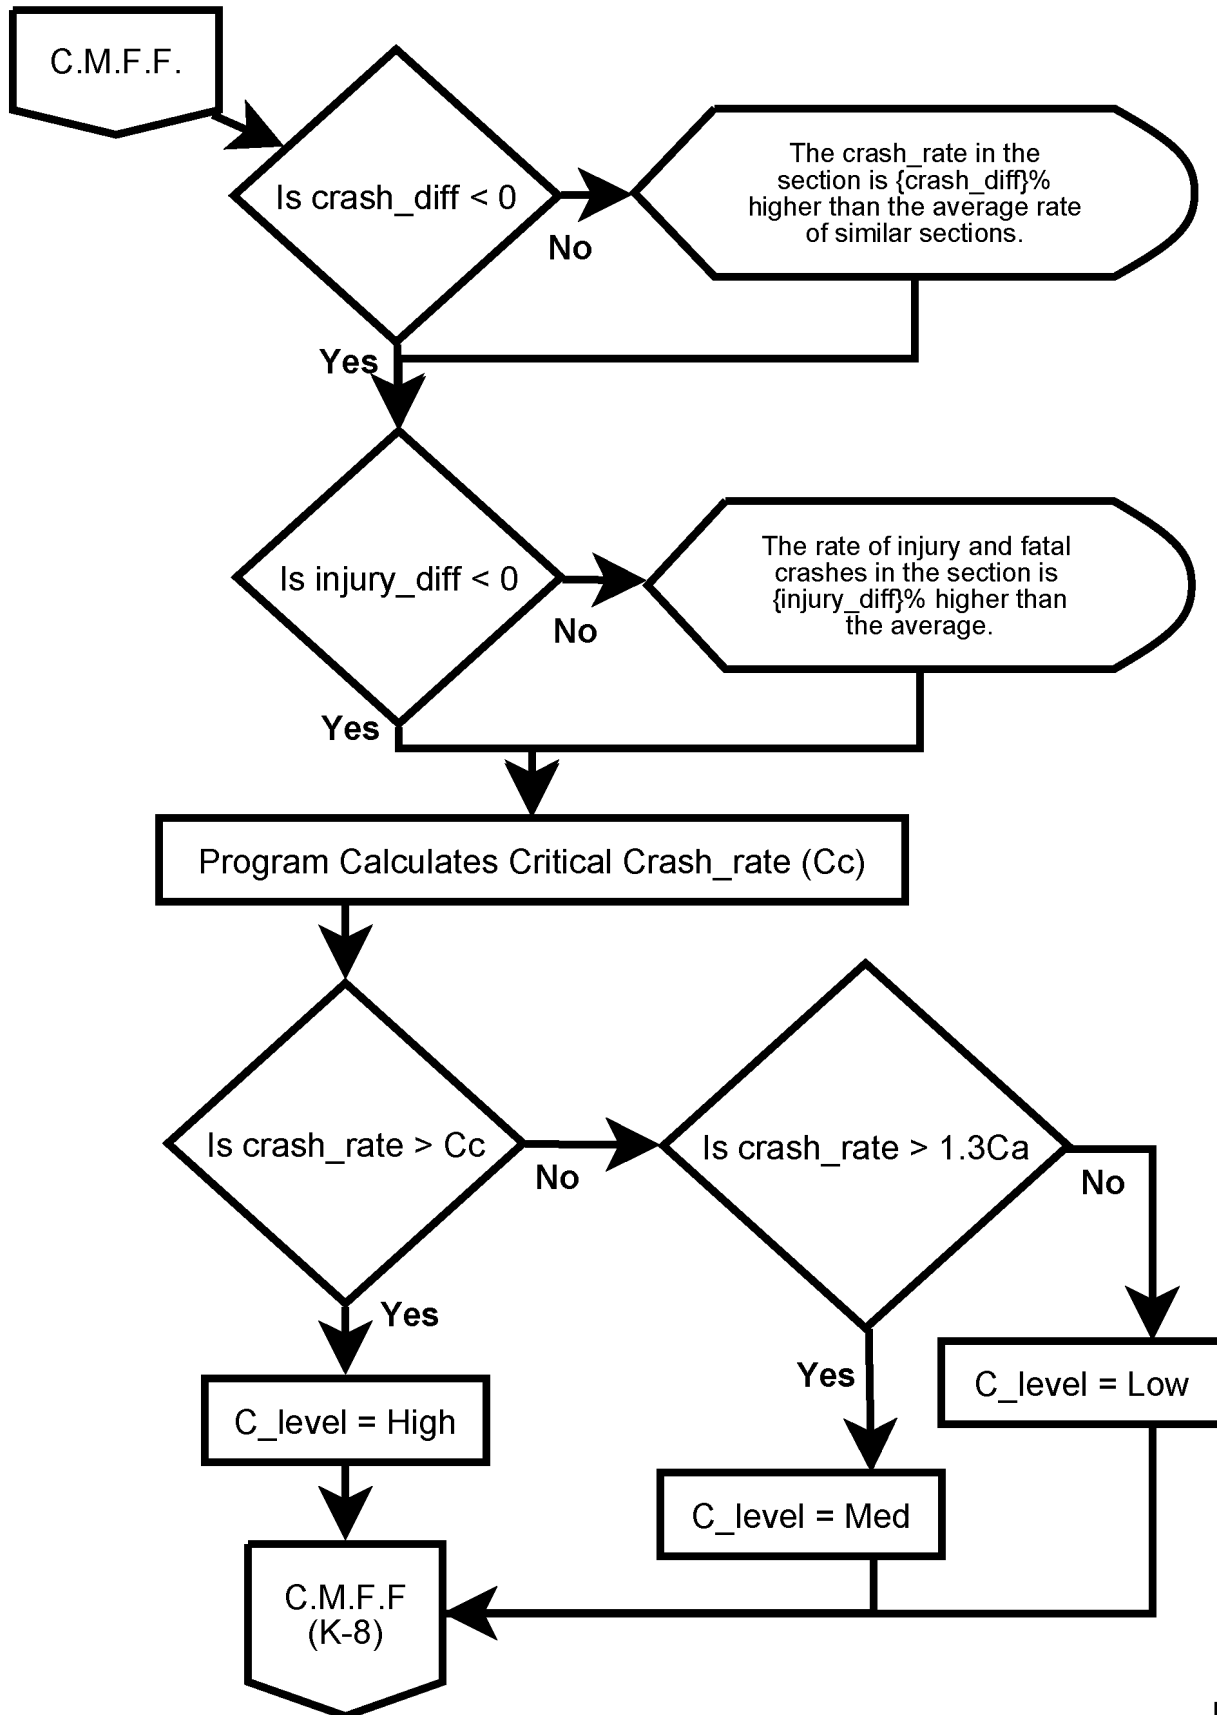 C.M.F.F.
Is crash_diff < 0
The crash_rate in the
section is {crash_diff}%
higher than the average rate
of similar sections.
No
Yes
Is injury_diff < 0
The rate of injury and fatal
crashes in the section is
{injury_diff}% higher than
the average.
No
Yes
Program Calculates Critical Crash_rate (Cc)
Is crash_rate > Cc
No
Is crash_rate > 1.3Ca
No
Yes
Yes
C_level = Low
C_level = High
C_level = Med
C.M.F.F
(K-8)